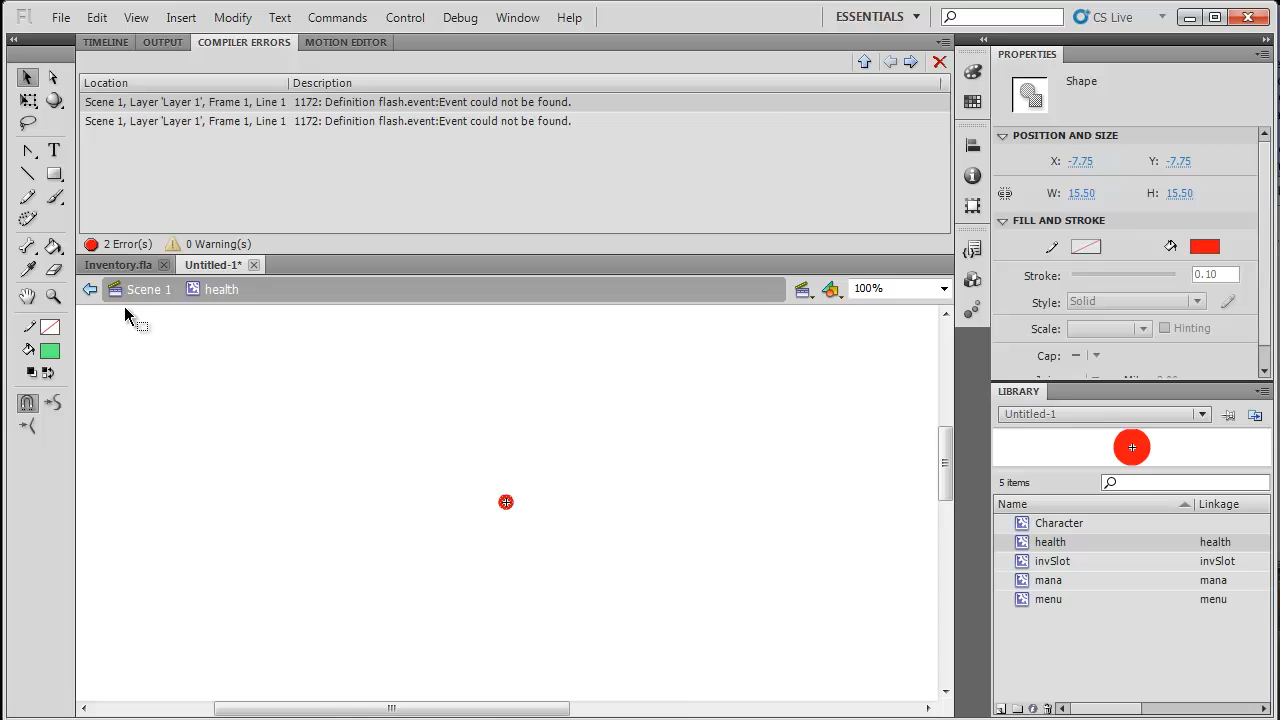 Fl File Edit View Insert Modify Text Commands Control Debug Window Help ESSENTIALS CS Live
TIMELINE OUTPUT COMPILER ERRORS MOTION EDITOR
Location Description
Scene 1, Layer 'Layer 1', Frame 1, Line 1 1172: Definition flash.event:Event could not be found.
Scene 1, Layer 'Layer 1', Frame 1, Line 1 1172: Definition flash.event:Event could not be found.
2 Error(s) 0 Warning(s)
Inventory.fla Untitled-1*
Scene 1 health 100%
PROPERTIES
Shape
POSITION AND SIZE
X: -7.75 Y: -7.75
W: 15.50 H: 15.50
FILL AND STROKE
Stroke: 0.10
Style: Solid
Scale: Hinting
Cap:
LIBRARY
Untitled-1
5 items
Name Linkage
Character
health health
invSlot invSlot
mana mana
menu menu